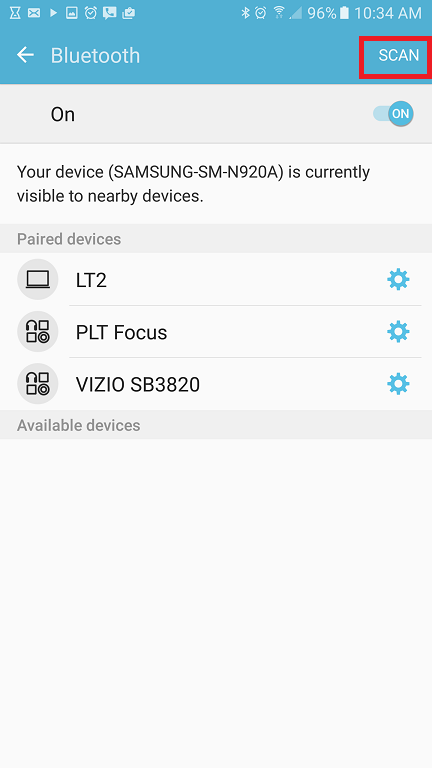 96% 10:34 AM
Bluetooth SCAN
On ON
Your device (SAMSUNG-SM-N920A) is currently
visible to nearby devices.
Paired devices
LT2
PLT Focus
VIZIO SB3820
Available devices